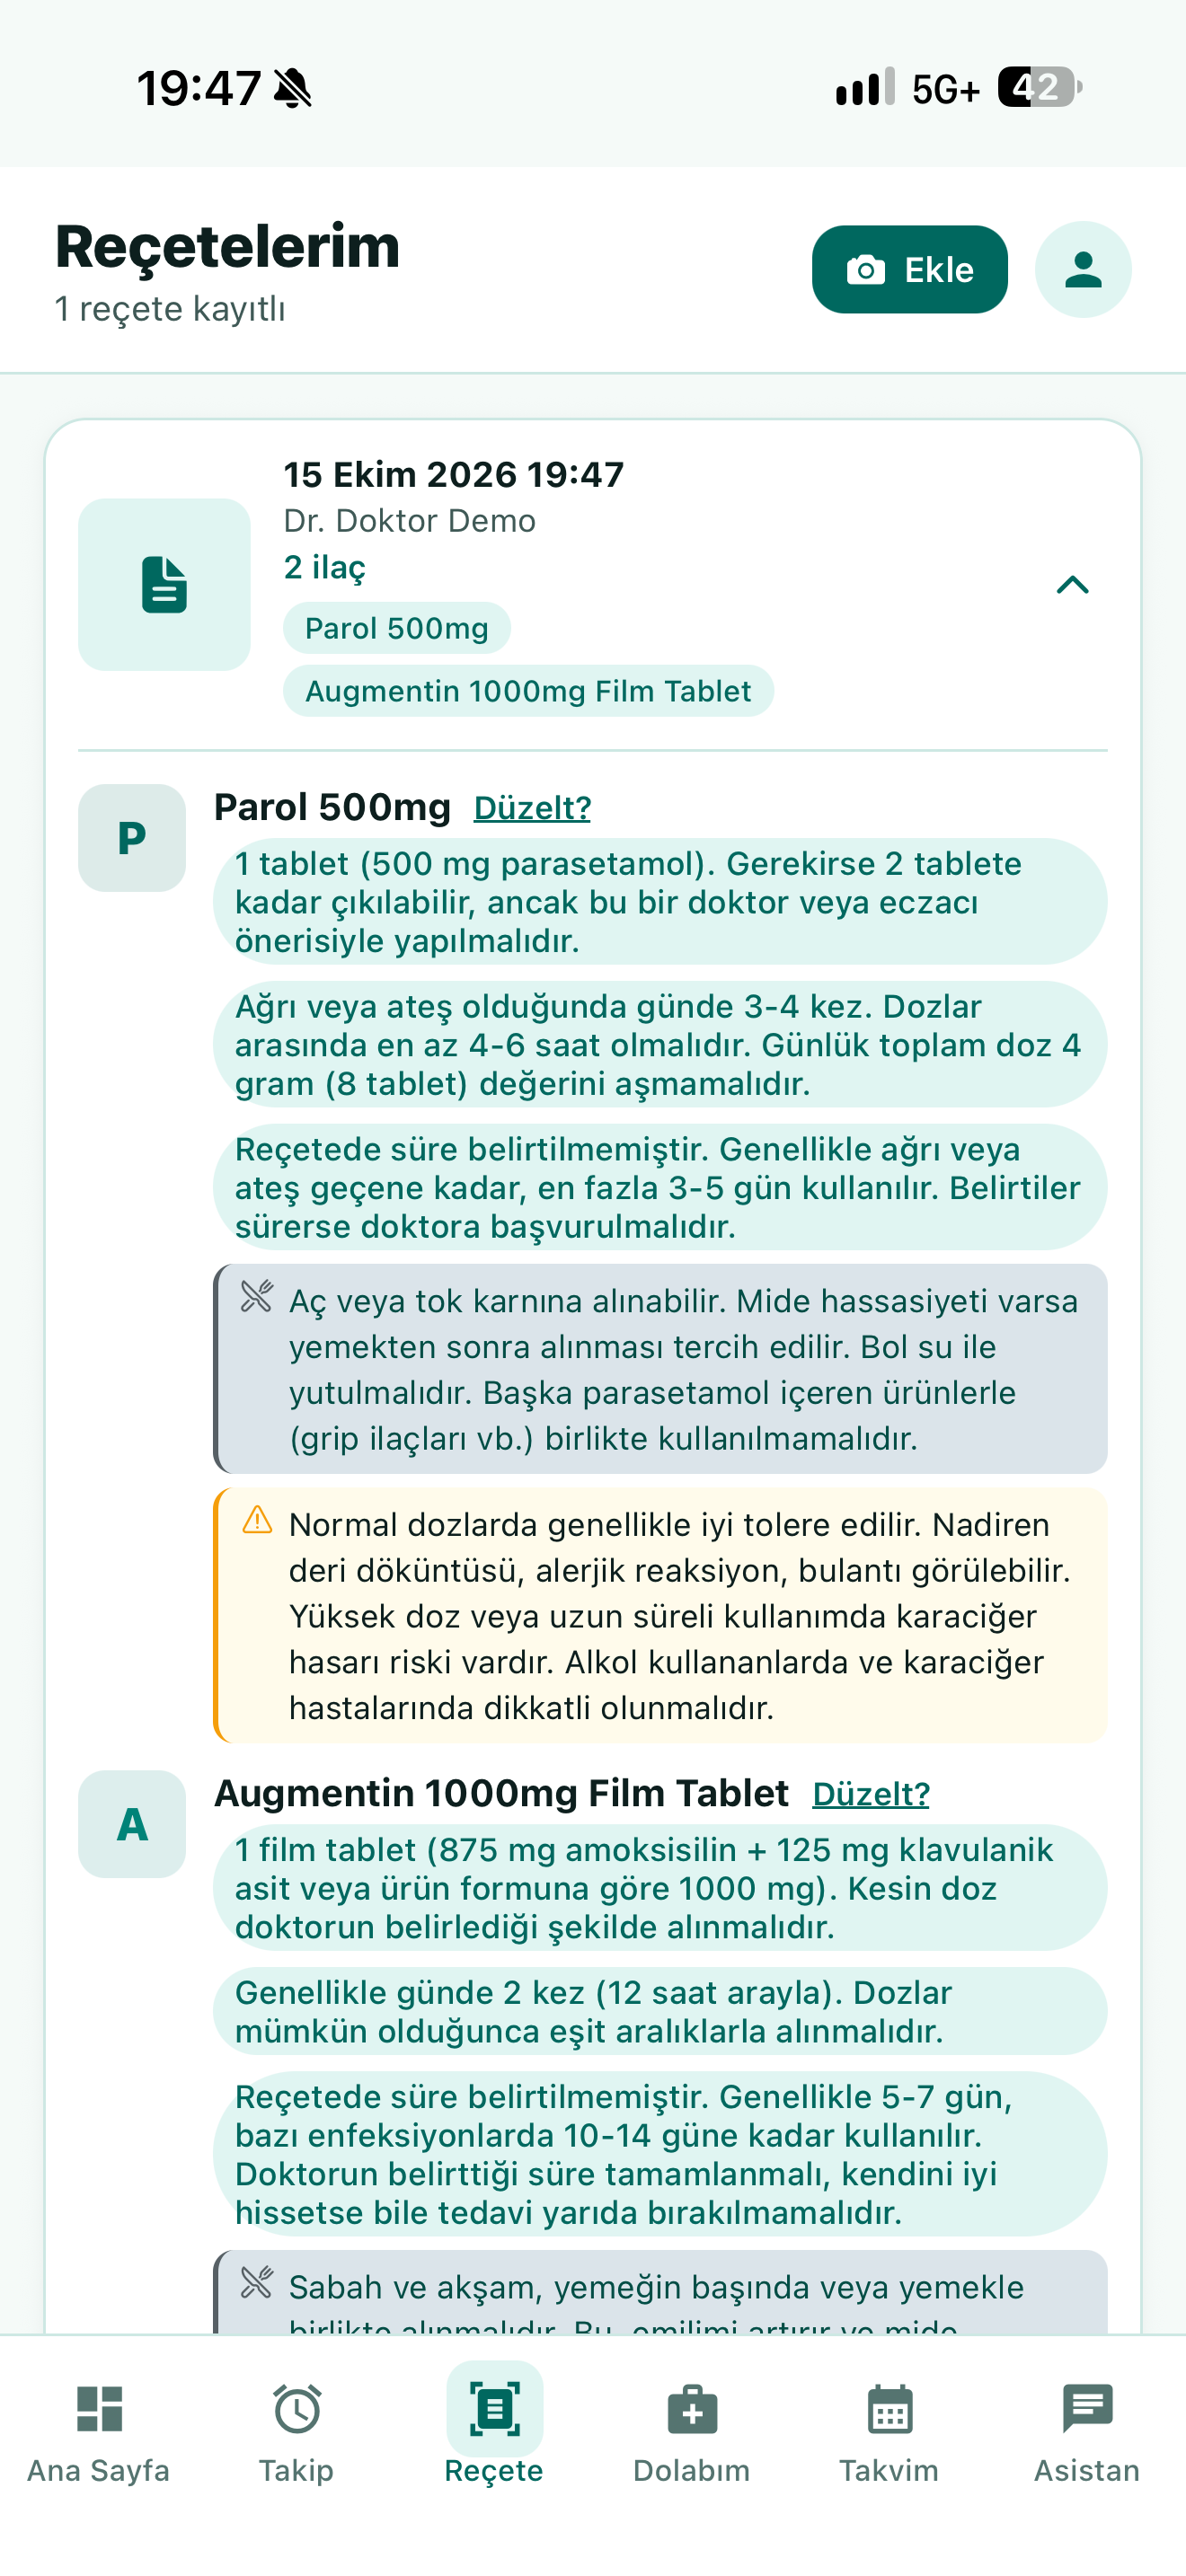 19:47
5G+ 42
Reçetelerim
1 reçete kayıtlı
Ekle
15 Ekim 2026 19:47
Dr. Doktor Demo
2 ilaç
Parol 500mg
Augmentin 1000mg Film Tablet
P
Parol 500mg Düzelt?
1 tablet (500 mg parasetamol). Gerekirse 2 tablete
kadar çıkılabilir, ancak bu bir doktor veya eczacı
önerisiyle yapılmalıdır.
Ağrı veya ateş olduğunda günde 3-4 kez. Dozlar
arasında en az 4-6 saat olmalıdır. Günlük toplam doz 4
gram (8 tablet) değerini aşmamalıdır.
Reçetede süre belirtilmemiştir. Genellikle ağrı veya
ateş geçene kadar, en fazla 3-5 gün kullanılır. Belirtiler
sürerse doktora başvurulmalıdır.
Aç veya tok karnına alınabilir. Mide hassasiyeti varsa
yemekten sonra alınması tercih edilir. Bol su ile
yutulmalıdır. Başka parasetamol içeren ürünlerle
(grip ilaçları vb.) birlikte kullanılmamalıdır.
Normal dozlarda genellikle iyi tolere edilir. Nadiren
deri döküntüsü, alerjik reaksiyon, bulantı görülebilir.
Yüksek doz veya uzun süreli kullanımda karaciğer
hasarı riski vardır. Alkol kullananlarda ve karaciğer
hastalarında dikkatli olunmalıdır.
A
Augmentin 1000mg Film Tablet Düzelt?
1 film tablet (875 mg amoksisilin + 125 mg klavulanik
asit veya ürün formuna göre 1000 mg). Kesin doz
doktorun belirlediği şekilde alınmalıdır.
Genellikle günde 2 kez (12 saat arayla). Dozlar
mümkün olduğunca eşit aralıklarla alınmalıdır.
Reçetede süre belirtilmemiştir. Genellikle 5-7 gün,
bazı enfeksiyonlarda 10-14 güne kadar kullanılır.
Doktorun belirttiği süre tamamlanmalı, kendini iyi
hissetse bile tedavi yarıda bırakılmamalıdır.
Sabah ve akşam, yemeğin başında veya yemekle
birlikte alınmalıdır. Bu, emilimi artırır ve mide
Ana Sayfa
Takip
Reçete
Dolabım
Takvim
Asistan